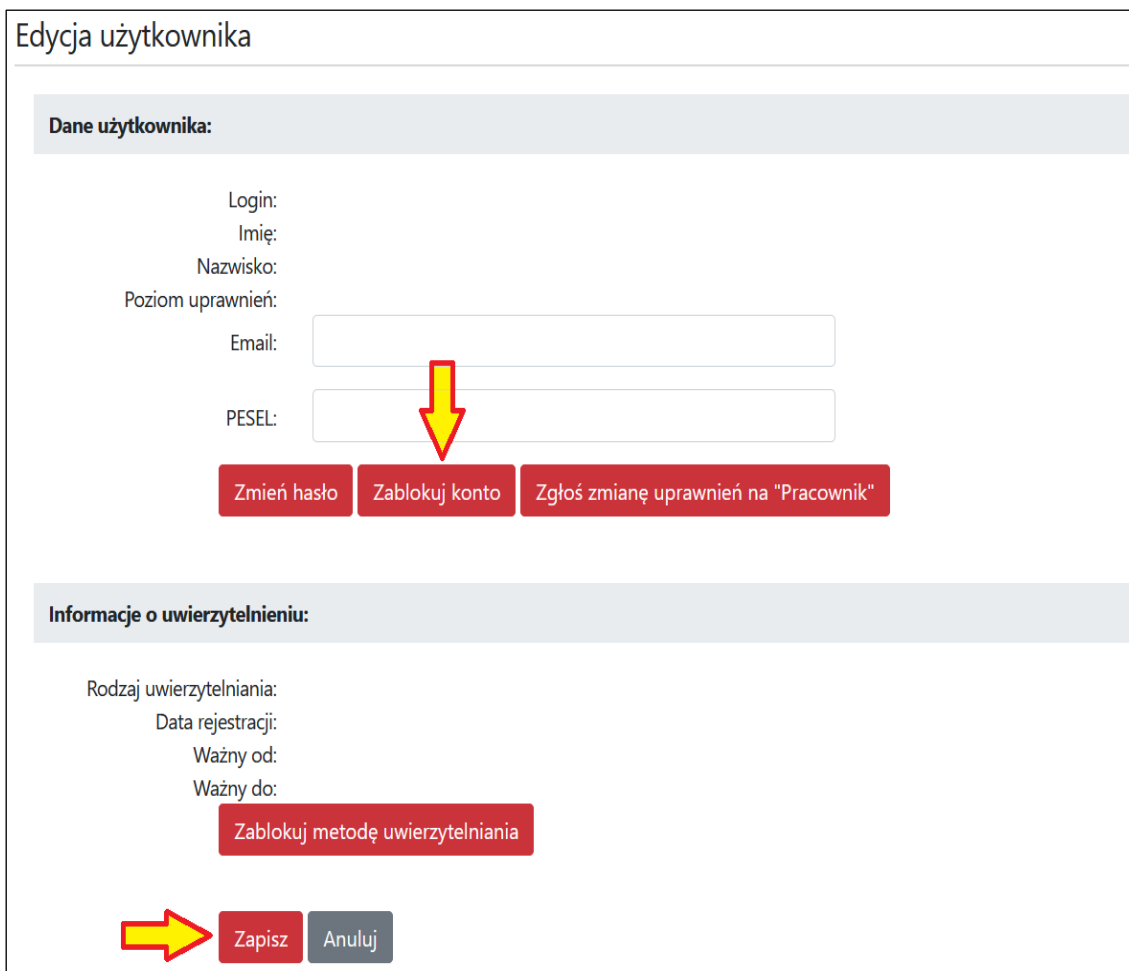 Edycja użytkownika
Dane użytkownika:
Login:
Imię:
Nazwisko:
Poziom uprawnień:
Email:
PESEL:
Zmień hasło Zablokuj konto Zgłoś zmianę uprawnień na "Pracownik"
Informacje o uwierzytelnieniu:
Rodzaj uwierzytelniania:
Data rejestracji:
Ważny od:
Ważny do:
Zablokuj metodę uwierzytelniania
Zapisz Anuluj